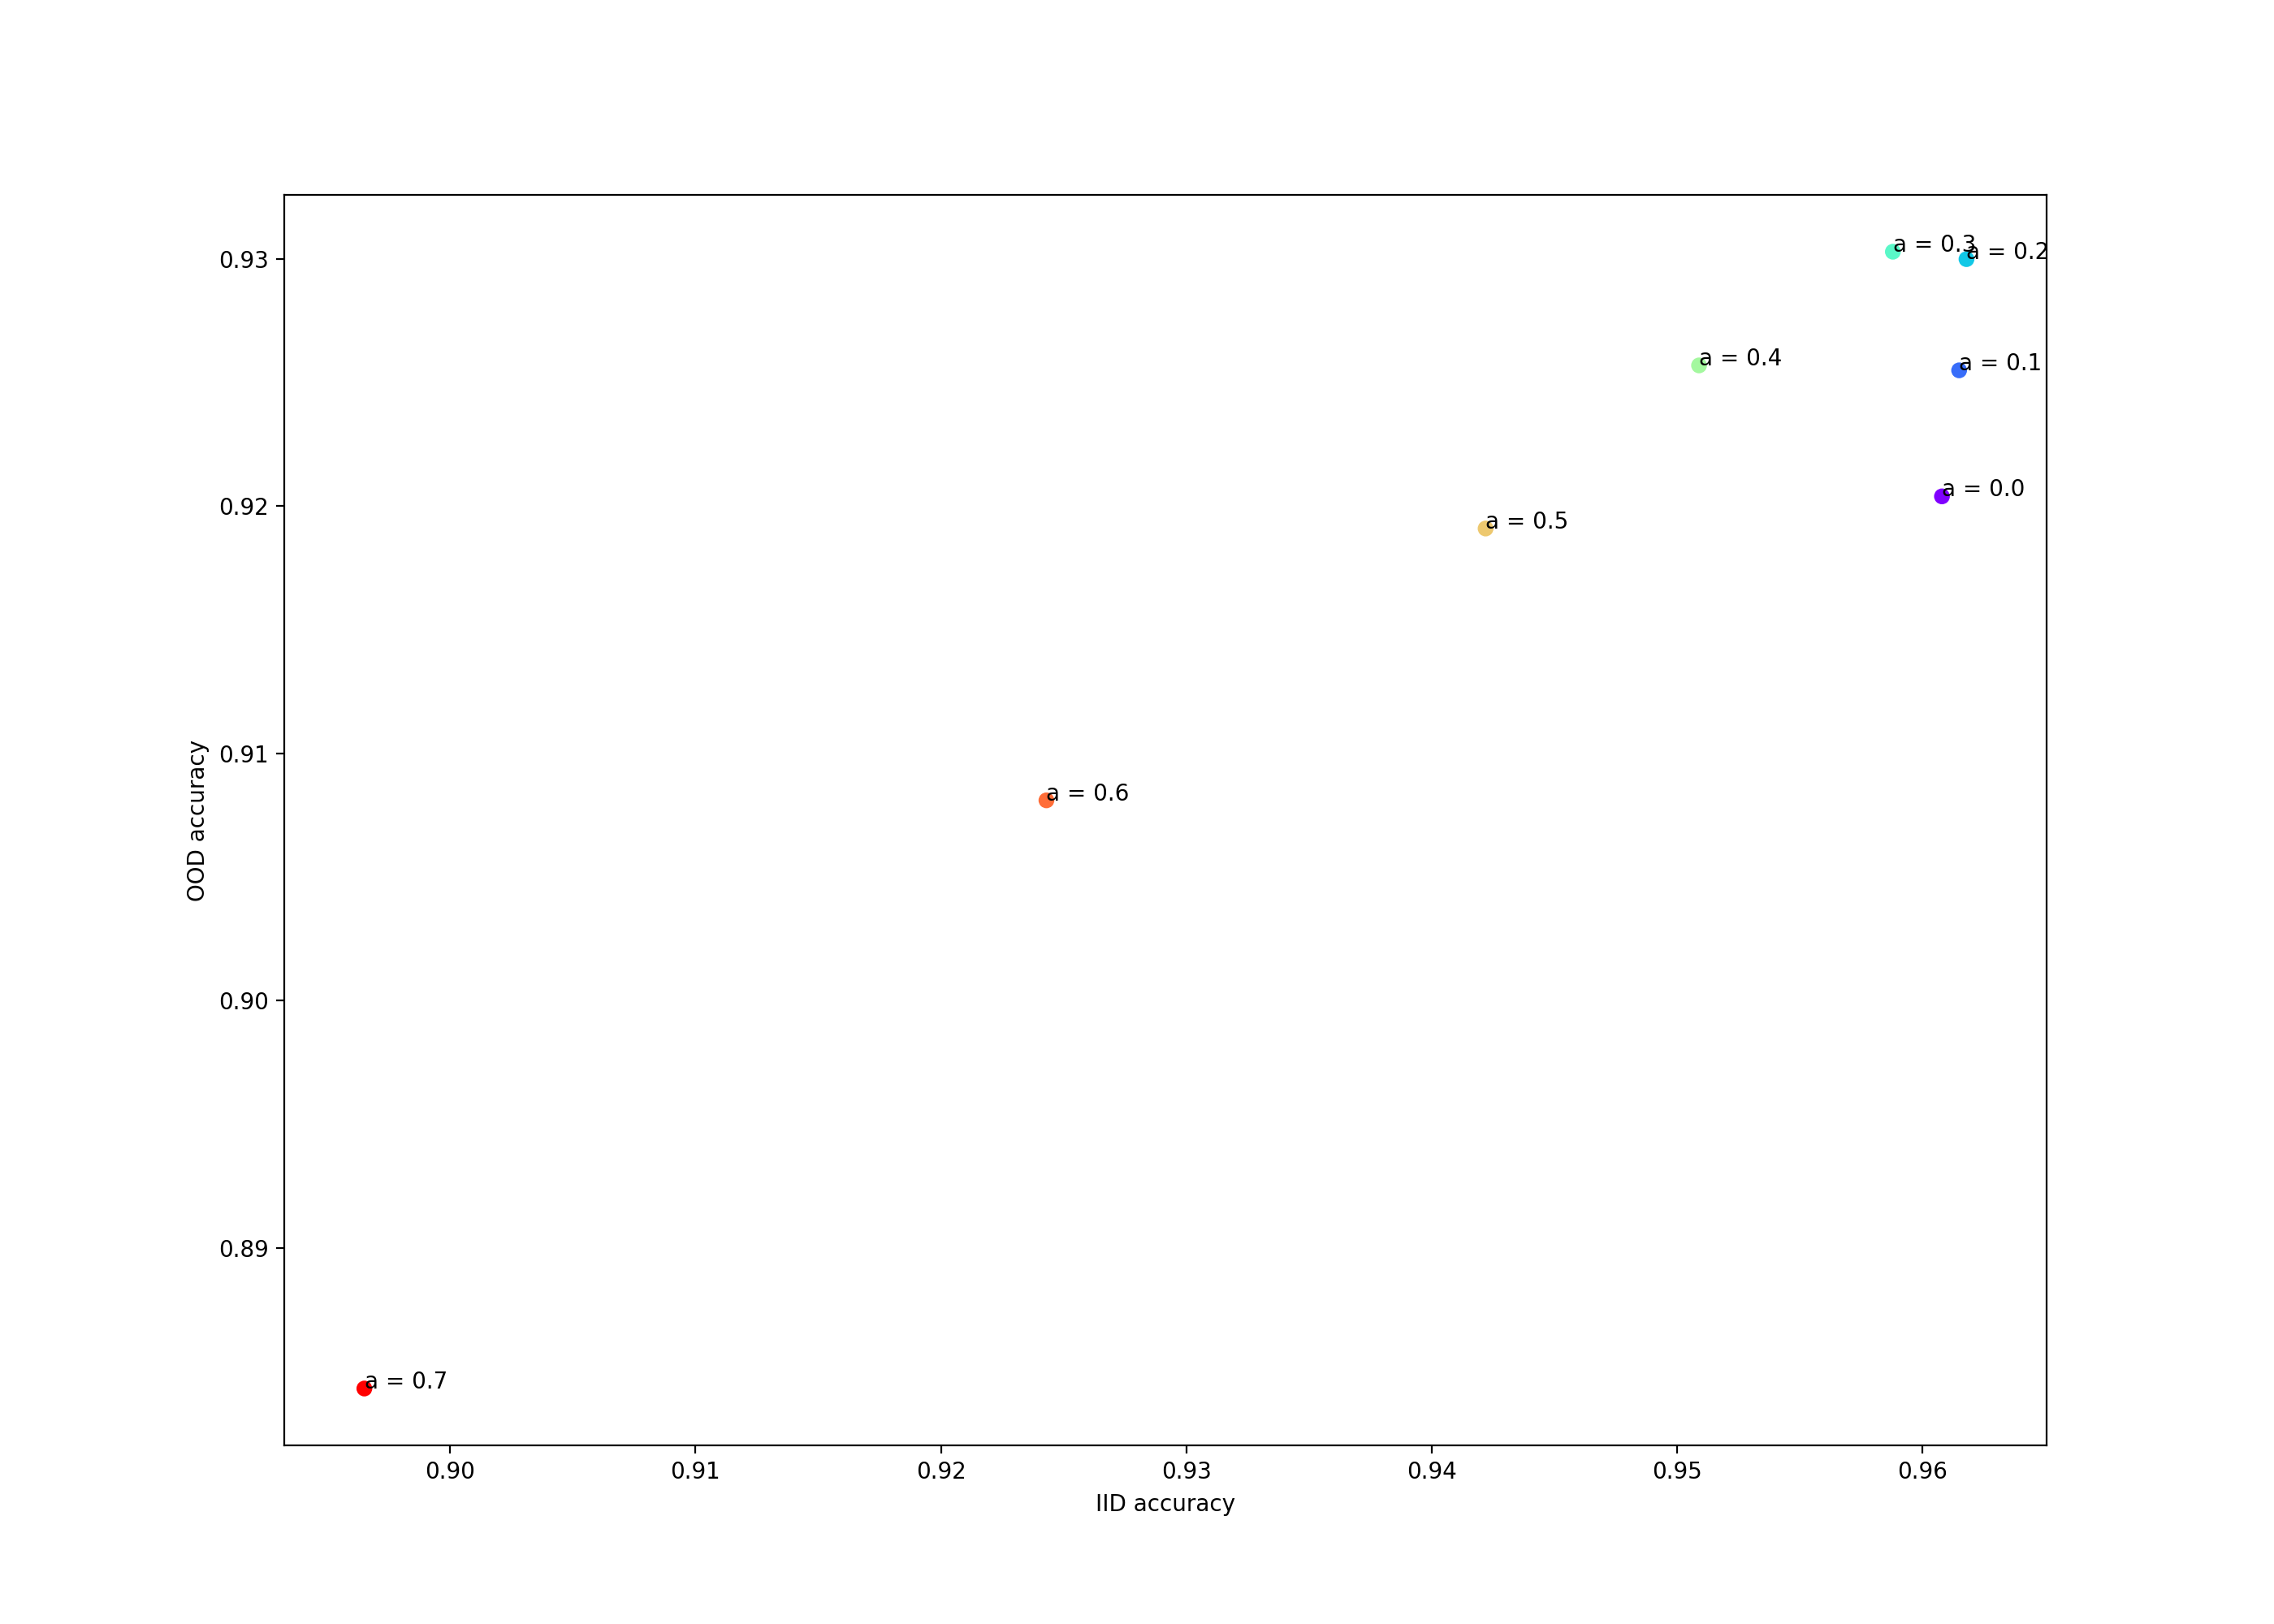 0.93
0.92
0.91
0.90
0.89
OOD accuracy
a = 0.3
a = 0.2
a = 0.4
a = 0.1
a = 0.0
a = 0.5
a = 0.6
a = 0.7
0.90 0.91 0.92 0.93 0.94 0.95 0.96
IID accuracy